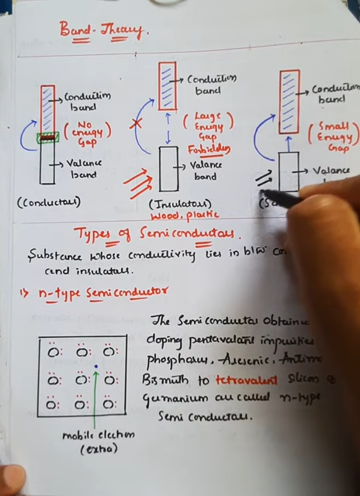 Band-Theory.
Conduction band
Conduction band
Conduction band
(No energy Gap)
(Large Energy Gap
Forbidden
(Small Energy Gap)
Valance band
Valance band
Valance
(Conductors)
(Insulators)
wood, plastic
Types of Semiconductors.
Substance whose conductivity lies in b/w
and insulators.
1) n-type Semiconductor
The Semiconductor obtained
doping pentavalent impurities
phosphorus, Arsenic,
Bismuth to tetravalent Silicon
Germanium are called n-type
Semi conductors.
mobile electron
(extra)